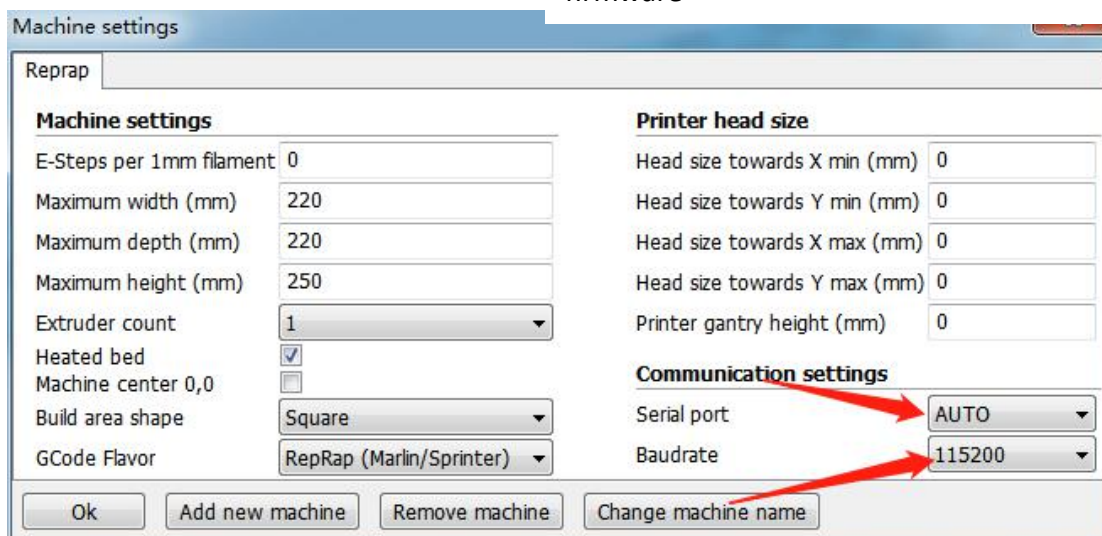 Machine settings
Reprap
Machine settings
E-Steps per 1mm filament 0
Maximum width (mm) 220
Maximum depth (mm) 220
Maximum height (mm) 250
Extruder count 1
Heated bed
Machine center 0,0
Build area shape Square
GCode Flavor RepRap (Marlin/Sprinter)
Printer head size
Head size towards X min (mm) 0
Head size towards Y min (mm) 0
Head size towards X max (mm) 0
Head size towards Y max (mm) 0
Printer gantry height (mm) 0
Communication settings
Serial port AUTO
Baudrate 115200
Ok Add new machine Remove machine Change machine name